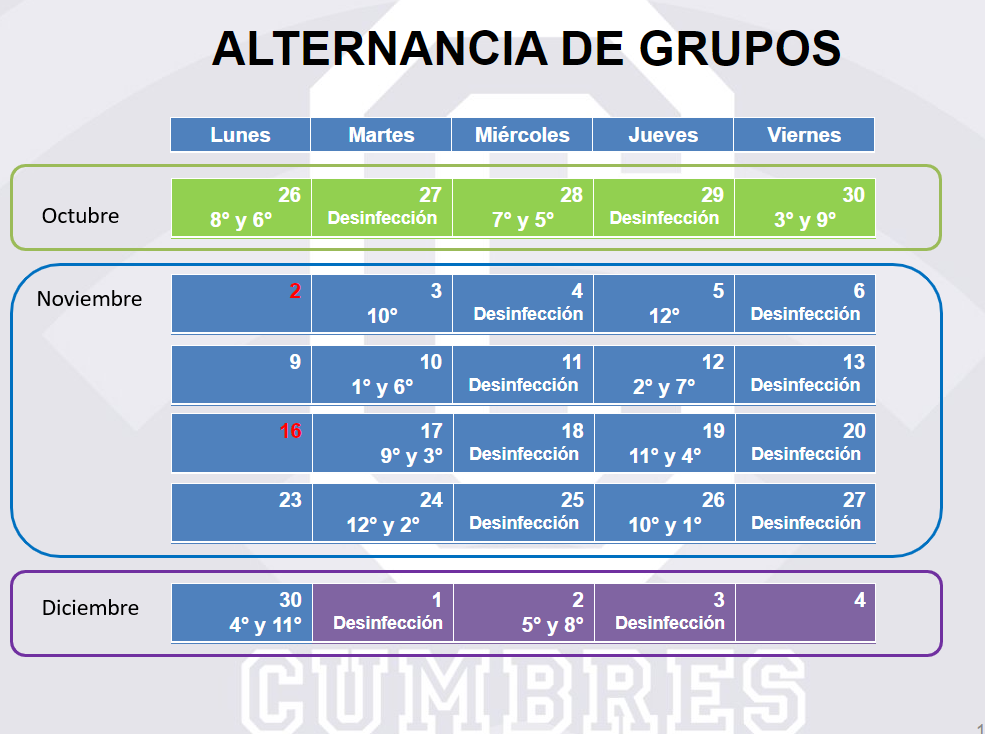 ALTERNANCIA DE GRUPOS
Lunes Martes Miércoles Jueves Viernes
Octubre
26 27 28 29 30
8° y 6° Desinfección 7° y 5° Desinfección 3° y 9°
Noviembre
2 3 4 5 6
10° Desinfección 12° Desinfección
9 10 11 12 13
1° y 6° Desinfección 2° y 7° Desinfección
16 17 18 19 20
9° y 3° Desinfección 11° y 4° Desinfección
23 24 25 26 27
12° y 2° Desinfección 10° y 1° Desinfección
Diciembre
30 1 2 3 4
4° y 11° Desinfección 5° y 8° Desinfección
CUMBRES
1